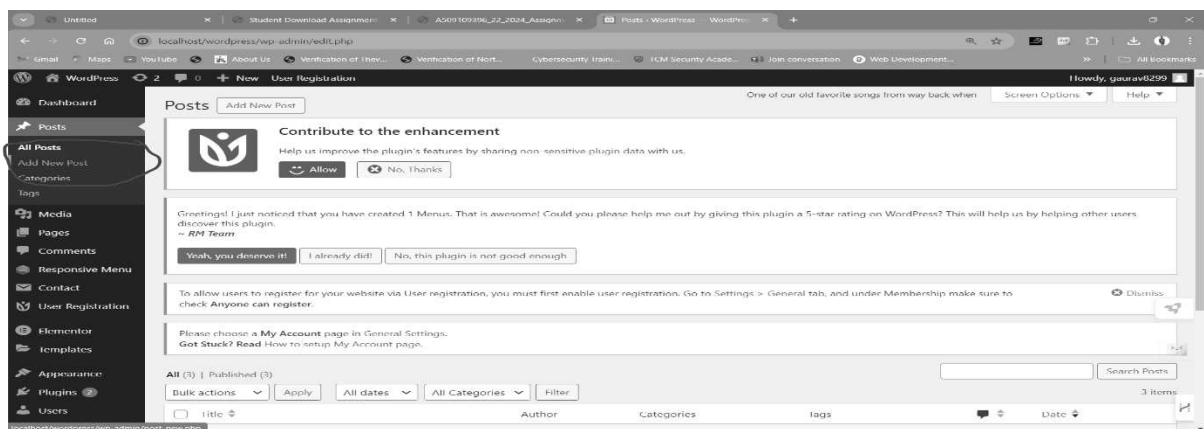 Untitled
Student Download Assignment
A509109396_22_2024_Assignm
Posts ‹ WordPress — WordPres
localhost/wordpress/wp-admin/edit.php
Gmail Maps YouTube About Us Verification of Nort... Cybersecurity Traini... TCM Security Acade... Join conversation Web Development... All Bookmarks
WordPress 2 0 + New User Registration Howdy, gaurav8299
Dashboard
Posts
All Posts
Add New Post
Categories
Tags
Media
Pages
Comments
Responsive Menu
Contact
User Registration
Elementor
Templates
Appearance
Plugins 2
Users
localhost/wordpress/wp-admin/post-new.php
One of our old favorite songs from way back when Screen Options Help
Posts Add New Post
Contribute to the enhancement
Help us improve the plugin's features by sharing non-sensitive plugin data with us.
Allow No, Thanks
Greetings! I just noticed that you have created 1 Menus. That is awesome! Could you please help me out by giving this plugin a 5-star rating on WordPress? This will help us by helping other users
discover this plugin.
~ RM Team
Yeah, you deserve it! I already did! No, this plugin is not good enough
To allow users to register for your website via User registration, you must first enable user registration. Go to Settings > General tab, and under Membership make sure to
check Anyone can register.
Dismiss
Please choose a My Account page in General Settings.
Got Stuck? Read How to setup My Account page.
All (3) | Published (3)
Search Posts
Bulk actions Apply All dates All Categories Filter 3 items
Title Author Categories Tags Date